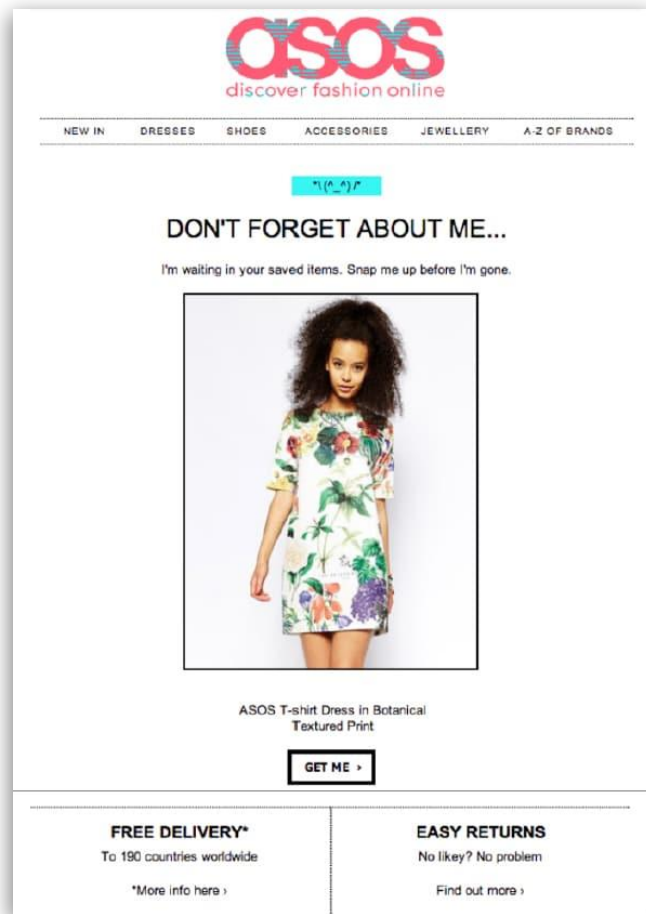 asos
discover fashion online
NEW IN DRESSES SHOES ACCESSORIES JEWELLERY A-Z OF BRANDS
*\ (^_^) /*
DON'T FORGET ABOUT ME...
I'm waiting in your saved items. Snap me up before I'm gone.
ASOS T-shirt Dress in Botanical
Textured Print
GET ME ›
FREE DELIVERY*
To 190 countries worldwide
*More info here ›
EASY RETURNS
No likey? No problem
Find out more ›